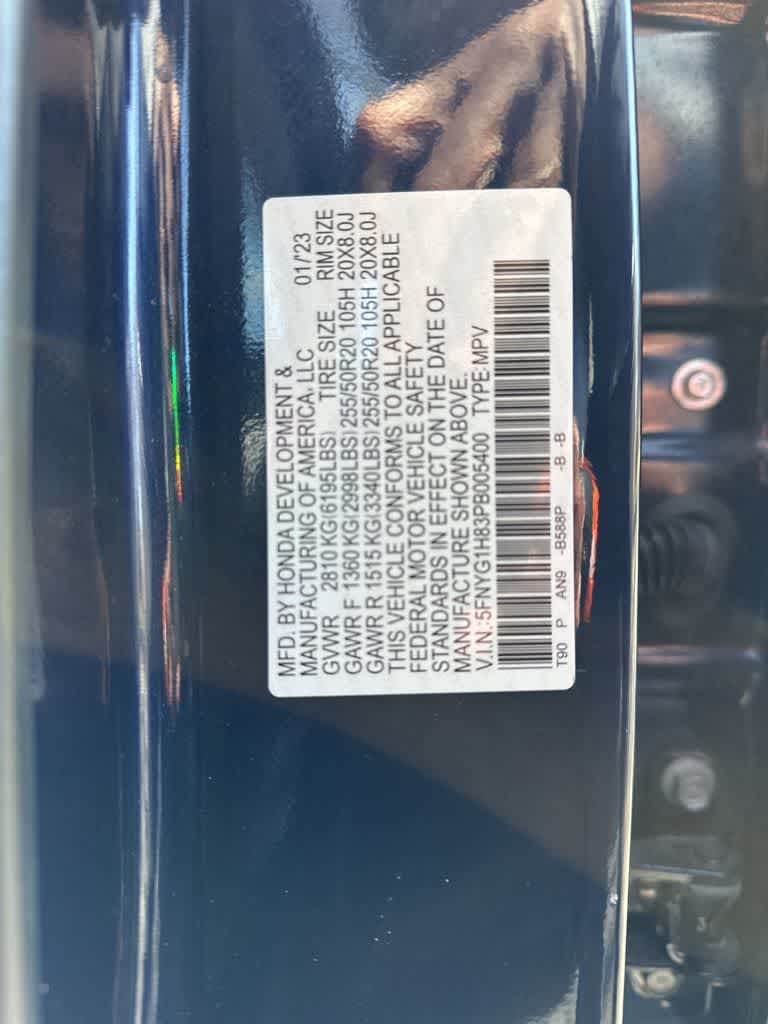 MFD. BY HONDA DEVELOPMENT &
MANUFACTURING OF AMERICA, LLC 01/'23
GVWR 2810 KG(6195LBS) TIRE SIZE RIM SIZE
GAWR F 1360 KG(2998LBS) 255/50R20 105H 20X8.0J
GAWR R 1515 KG(3340LBS) 255/50R20 105H 20X8.0J
THIS VEHICLE CONFORMS TO ALL APPLICABLE
FEDERAL MOTOR VEHICLE SAFETY
STANDARDS IN EFFECT ON THE DATE OF
MANUFACTURE SHOWN ABOVE.
V.I.N.:5FNYG1H83PB005400 TYPE:MPV
T90 P AN9 -B588P -B -B